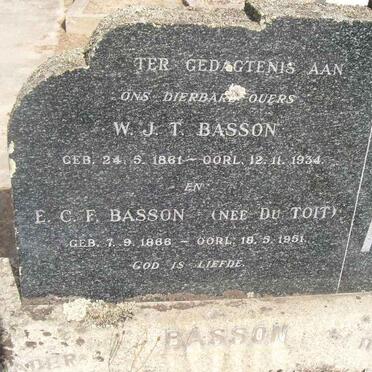 TER GEDAGTENIS AAN
ONS DIERBARE OUERS
W. J. T. BASSON
GEB. 24. 5. 1861 – OORL. 12. 11. 1934.
EN
E. C. F. BASSON (NEE DU TOIT)
GEB. 7. 9. 1866 – OORL. 18. 5. 1951.
GOD IS LIEFDE.
BASSON